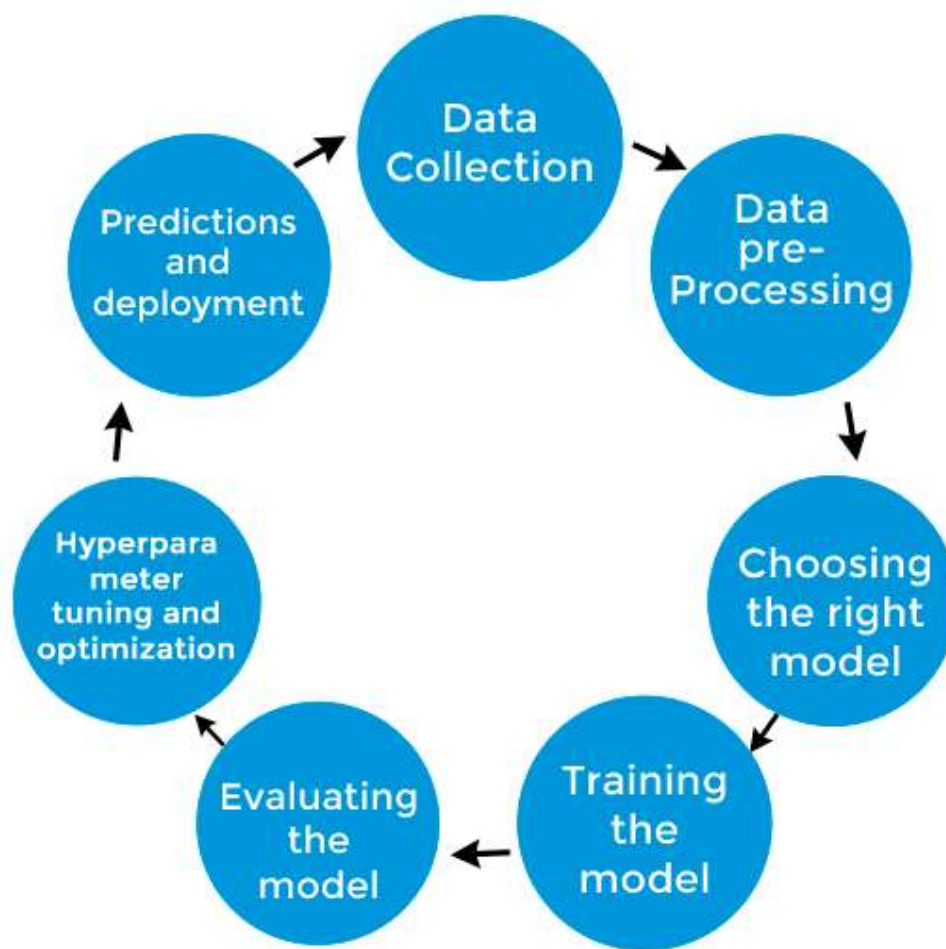 Data
Collection
Data
pre-
Processing
Choosing
the right
model
Training
the
model
Evaluating
the
model
Hyperpara
meter
tuning and
optimization
Predictions
and
deployment